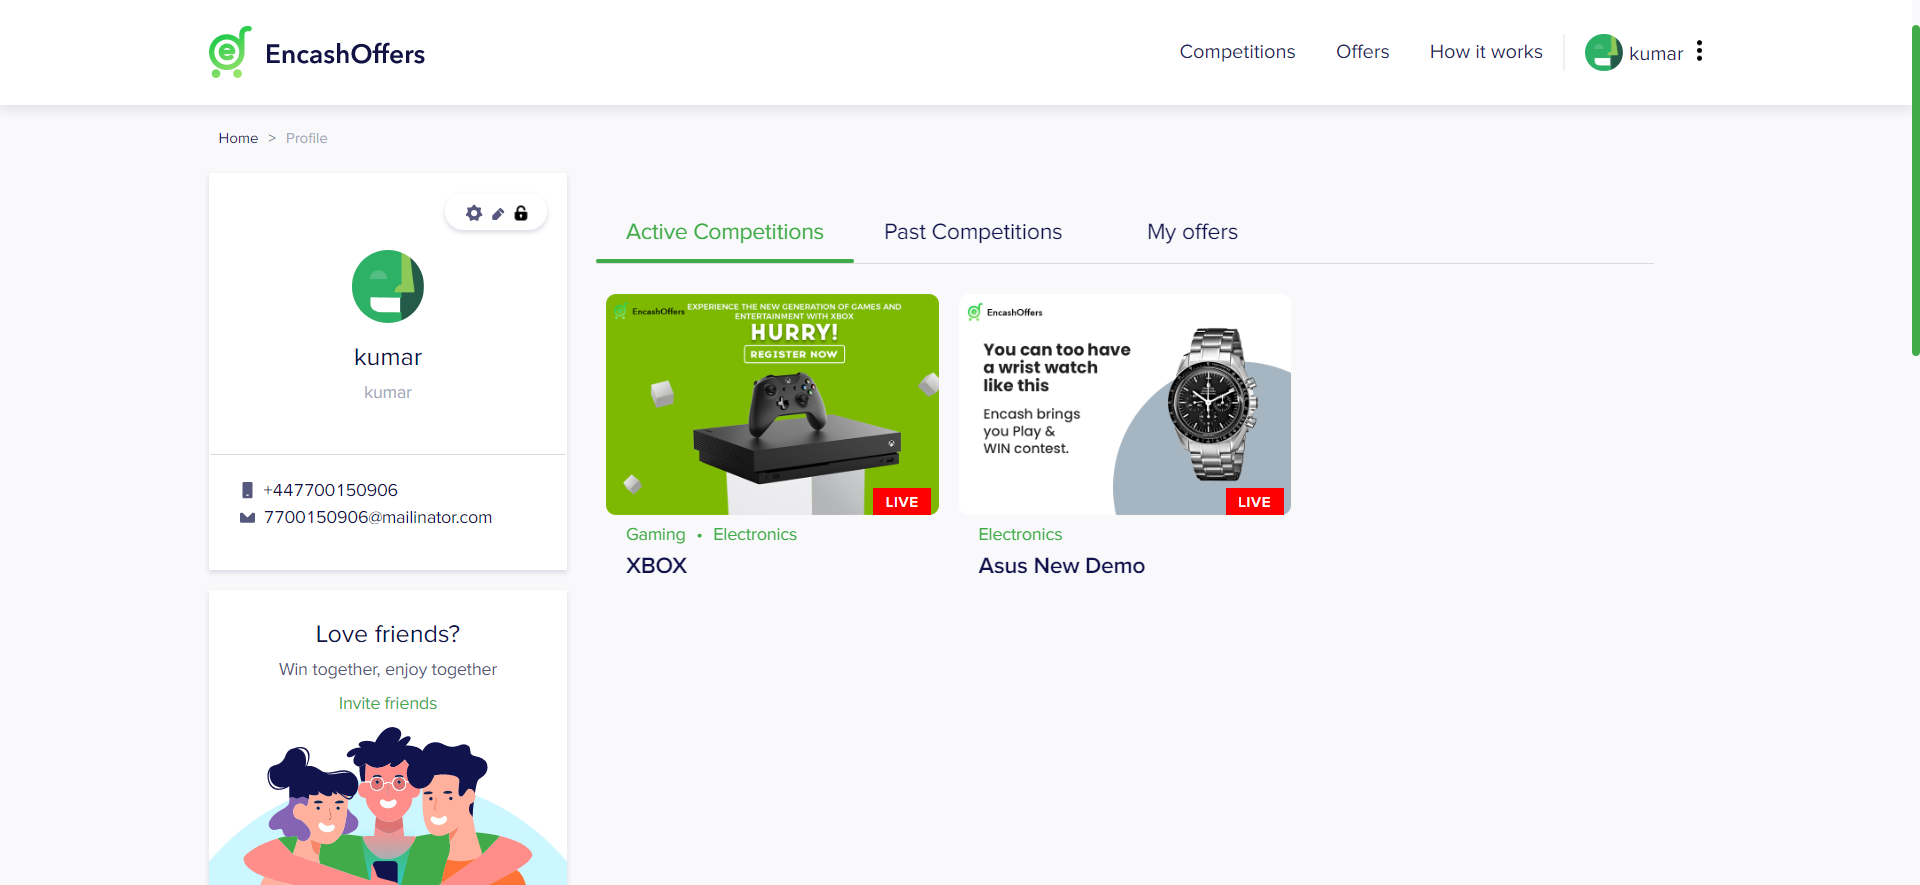 EncashOffers
Competitions
Offers
How it works
kumar
Home > Profile
kumar
kumar
+447700150906
7700150906@mailinator.com
Love friends?
Win together, enjoy together
Invite friends
Active Competitions
Past Competitions
My offers
EncashOffers
EXPERIENCE THE NEW GENERATION OF GAMES AND
ENTERTAINMENT WITH XBOX
HURRY!
REGISTER NOW
LIVE
Gaming • Electronics
XBOX
EncashOffers
You can too have
a wrist watch
like this
Encash brings
you Play &
WIN contest.
LIVE
Electronics
Asus New Demo